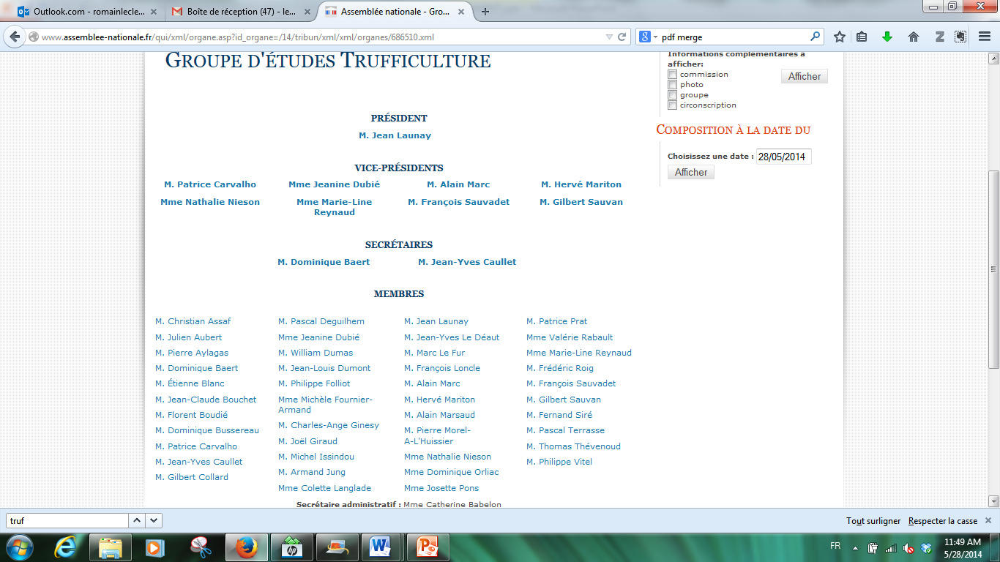 Outlook.com - romainlecle...
Boîte de réception (47) - le...
Assemblée nationale - Gro...
www.assemblee-nationale.fr/qui/xml/organe.asp?id_organe=/14/tribun/xml/xml/organes/686510.xml
pdf merge
GROUPE D'ÉTUDES TRUFFICULTURE
PRÉSIDENT
M. Jean Launay
VICE-PRÉSIDENTS
M. Patrice Carvalho Mme Jeanine Dubié M. Alain Marc M. Hervé Mariton
Mme Nathalie Nieson Mme Marie-Line Reynaud M. François Sauvadet M. Gilbert Sauvan
SECRÉTAIRES
M. Dominique Baert M. Jean-Yves Caullet
MEMBRES
M. Christian Assaf
M. Julien Aubert
M. Pierre Aylagas
M. Dominique Baert
M. Étienne Blanc
M. Jean-Claude Bouchet
M. Florent Boudié
M. Dominique Bussereau
M. Patrice Carvalho
M. Jean-Yves Caullet
M. Gilbert Collard
M. Pascal Deguilhem
Mme Jeanine Dubié
M. William Dumas
M. Jean-Louis Dumont
M. Philippe Folliot
Mme Michèle Fournier-
Armand
M. Charles-Ange Ginesy
M. Joël Giraud
M. Michel Issindou
M. Armand Jung
Mme Colette Langlade
M. Jean Launay
M. Jean-Yves Le Déaut
M. Marc Le Fur
M. François Loncle
M. Alain Marc
M. Hervé Mariton
M. Alain Marsaud
M. Pierre Morel-
A-L'Huissier
Mme Nathalie Nieson
Mme Dominique Orliac
Mme Josette Pons
M. Patrice Prat
Mme Valérie Rabault
Mme Marie-Line Reynaud
M. Frédéric Roig
M. François Sauvadet
M. Gilbert Sauvan
M. Fernand Siré
M. Pascal Terrasse
M. Thomas Thévenoud
M. Philippe Vitel
Secrétaire administratif : Mme Catherine Babelon
Informations complémentaires à
afficher:
commission
photo
groupe
circonscription
Afficher
COMPOSITION À LA DATE DU
Choisissez une date : 28/05/2014
Afficher
truf
Tout surligner Respecter la casse
FR
11:49 AM
5/28/2014